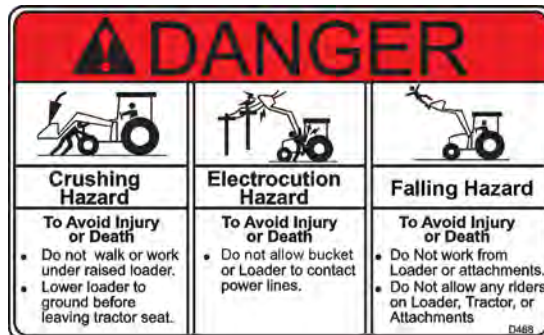 DANGER
Crushing
Hazard
To Avoid Injury
or Death
• Do not walk or work
under raised loader.
• Lower loader to
ground before
leaving tractor seat.
Electrocution
Hazard
To Avoid Injury
or Death
• Do not allow bucket
or Loader to contact
power lines.
Falling Hazard
To Avoid Injury
or Death
• Do Not work from
Loader or attachments.
• Do Not allow any riders
on Loader, Tractor, or
Attachments
D468